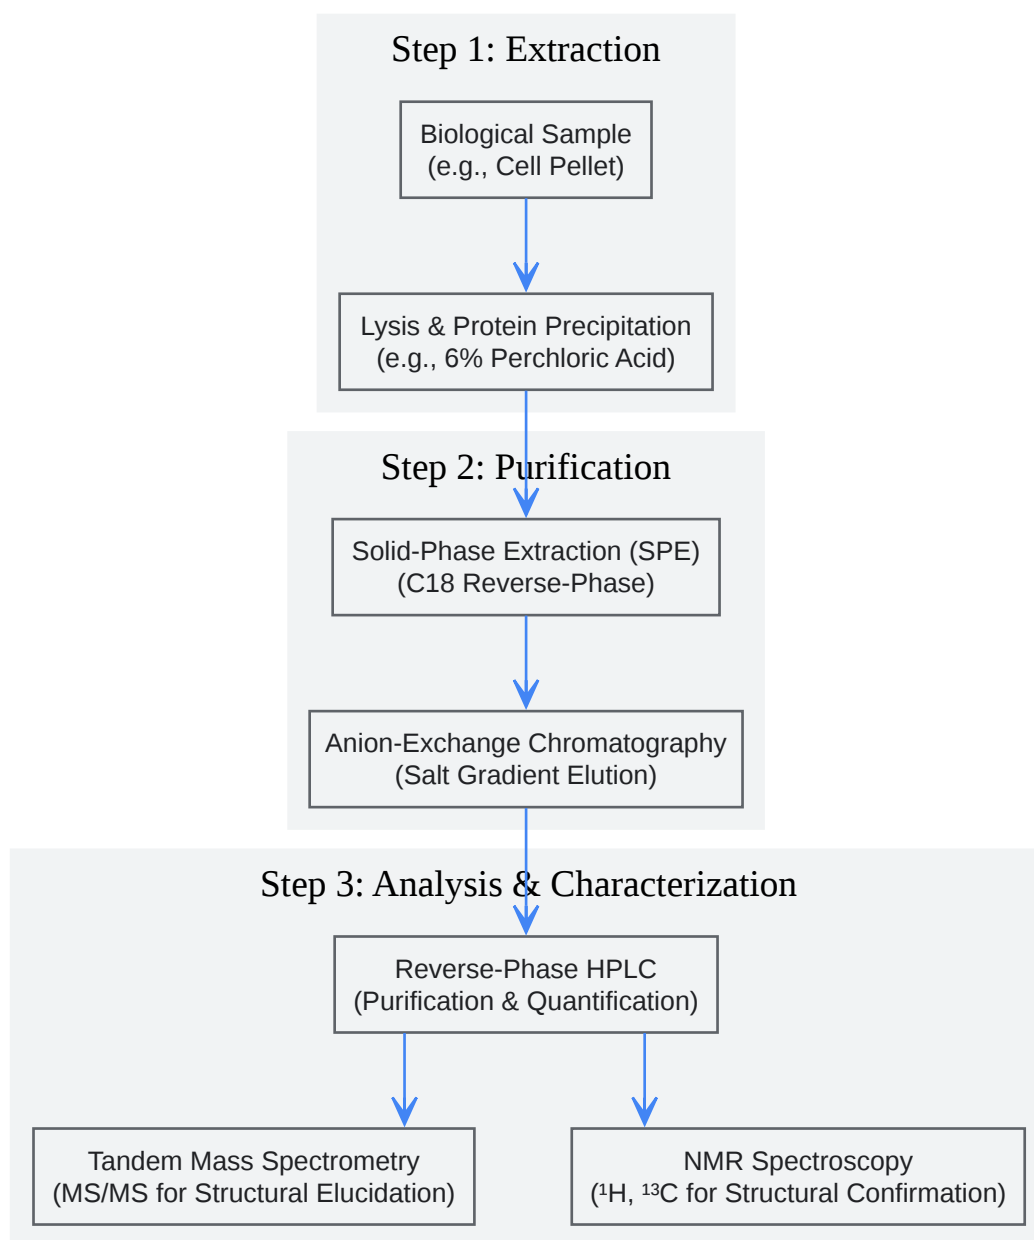 Step 1: Extraction
Biological Sample
(e.g., Cell Pellet)
Lysis & Protein Precipitation
(e.g., 6% Perchloric Acid)
Step 2: Purification
Solid-Phase Extraction (SPE)
(C18 Reverse-Phase)
Anion-Exchange Chromatography
(Salt Gradient Elution)
Step 3: Analysis & Characterization
Reverse-Phase HPLC
(Purification & Quantification)
Tandem Mass Spectrometry
(MS/MS for Structural Elucidation)
NMR Spectroscopy
(¹H, ¹³C for Structural Confirmation)